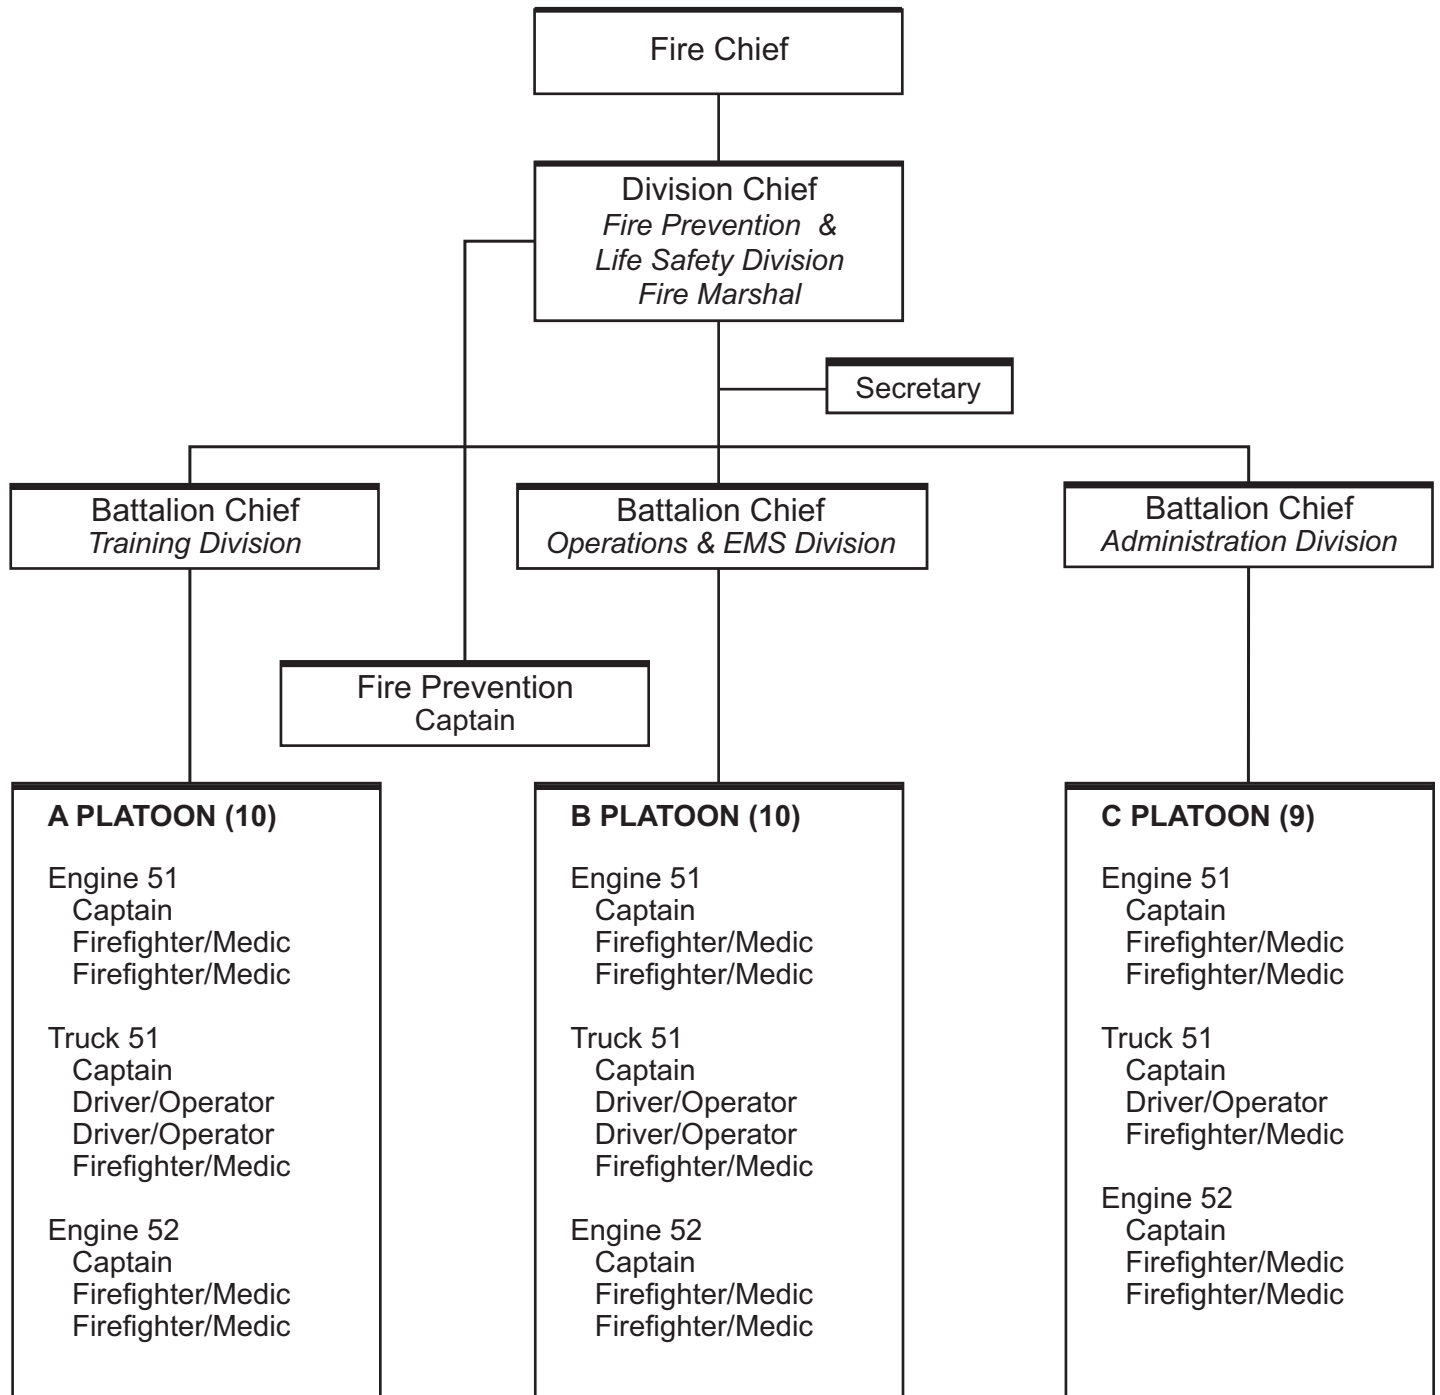 Fire Chief
Division Chief
Fire Prevention &
Life Safety Division
Fire Marshal
Secretary
Battalion Chief
Training Division
Battalion Chief
Operations & EMS Division
Battalion Chief
Administration Division
Fire Prevention
Captain
A PLATOON (10)
Engine 51
Captain
Firefighter/Medic
Firefighter/Medic
Truck 51
Captain
Driver/Operator
Driver/Operator
Firefighter/Medic
Engine 52
Captain
Firefighter/Medic
Firefighter/Medic
B PLATOON (10)
Engine 51
Captain
Firefighter/Medic
Firefighter/Medic
Truck 51
Captain
Driver/Operator
Driver/Operator
Firefighter/Medic
Engine 52
Captain
Firefighter/Medic
Firefighter/Medic
C PLATOON (9)
Engine 51
Captain
Firefighter/Medic
Firefighter/Medic
Truck 51
Captain
Driver/Operator
Firefighter/Medic
Engine 52
Captain
Firefighter/Medic
Firefighter/Medic